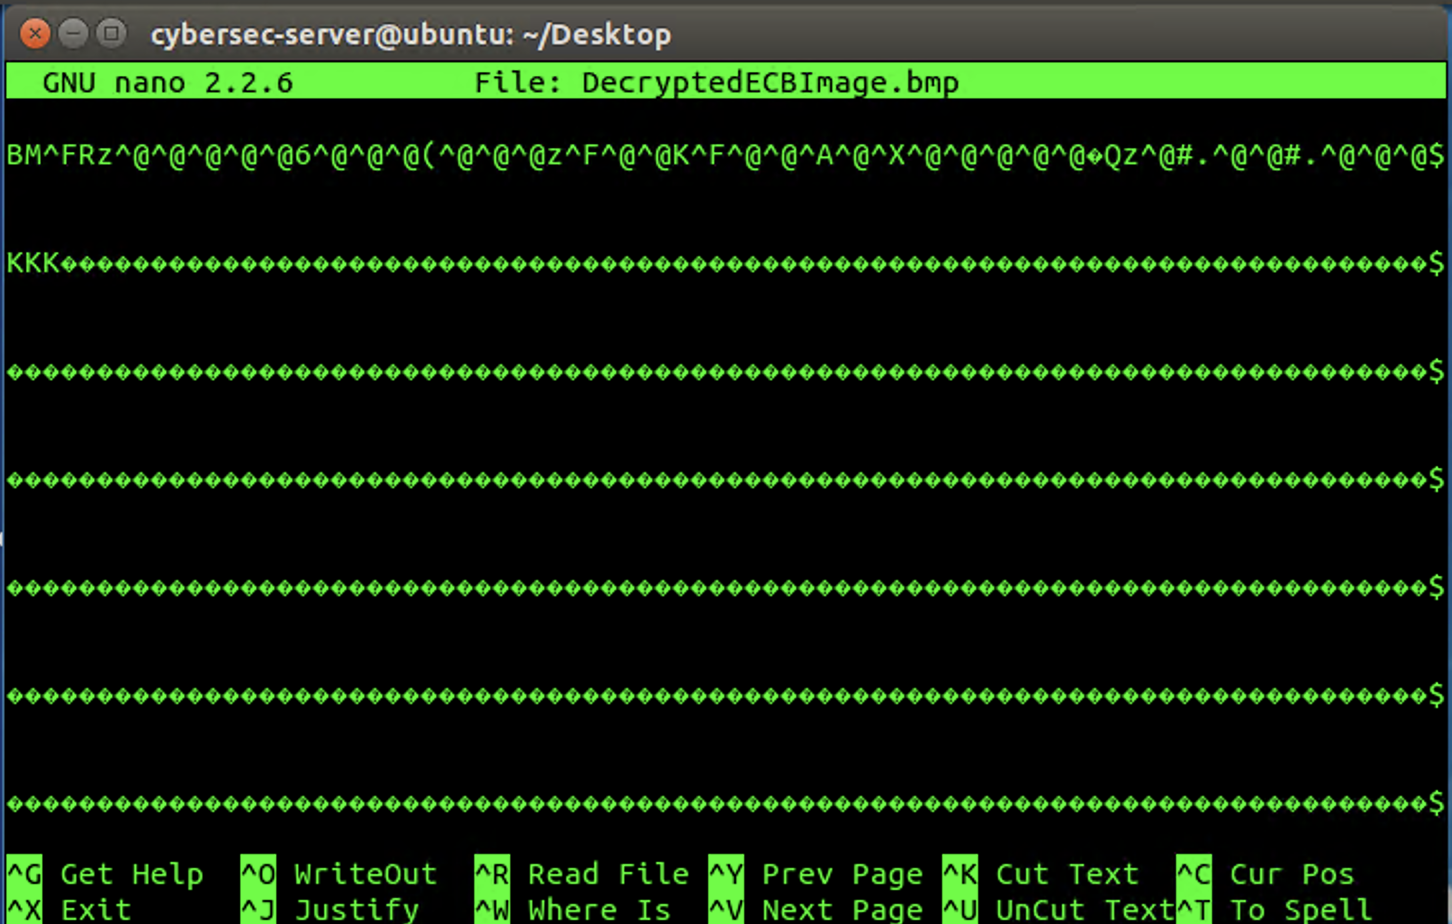 cybersec-server@ubuntu: ~/Desktop
GNU nano 2.2.6 File: DecryptedECBImage.bmp
BM^FRz^@^@^@^@^@6^@^@^@(^@^@^@z^F^@^@K^F^@^@^A^@^X^@^@^@^@^@�Qz^@#.^@^@#.^@^@^@$
KKK����������������������������������������������������������������������������$
�������������������������������������������������������������������������������$
�������������������������������������������������������������������������������$
�������������������������������������������������������������������������������$
�������������������������������������������������������������������������������$
�������������������������������������������������������������������������������$
^G Get Help ^O WriteOut ^R Read File ^Y Prev Page ^K Cut Text ^C Cur Pos
^X Exit ^J Justify ^W Where Is ^V Next Page ^U UnCut Text ^T To Spell